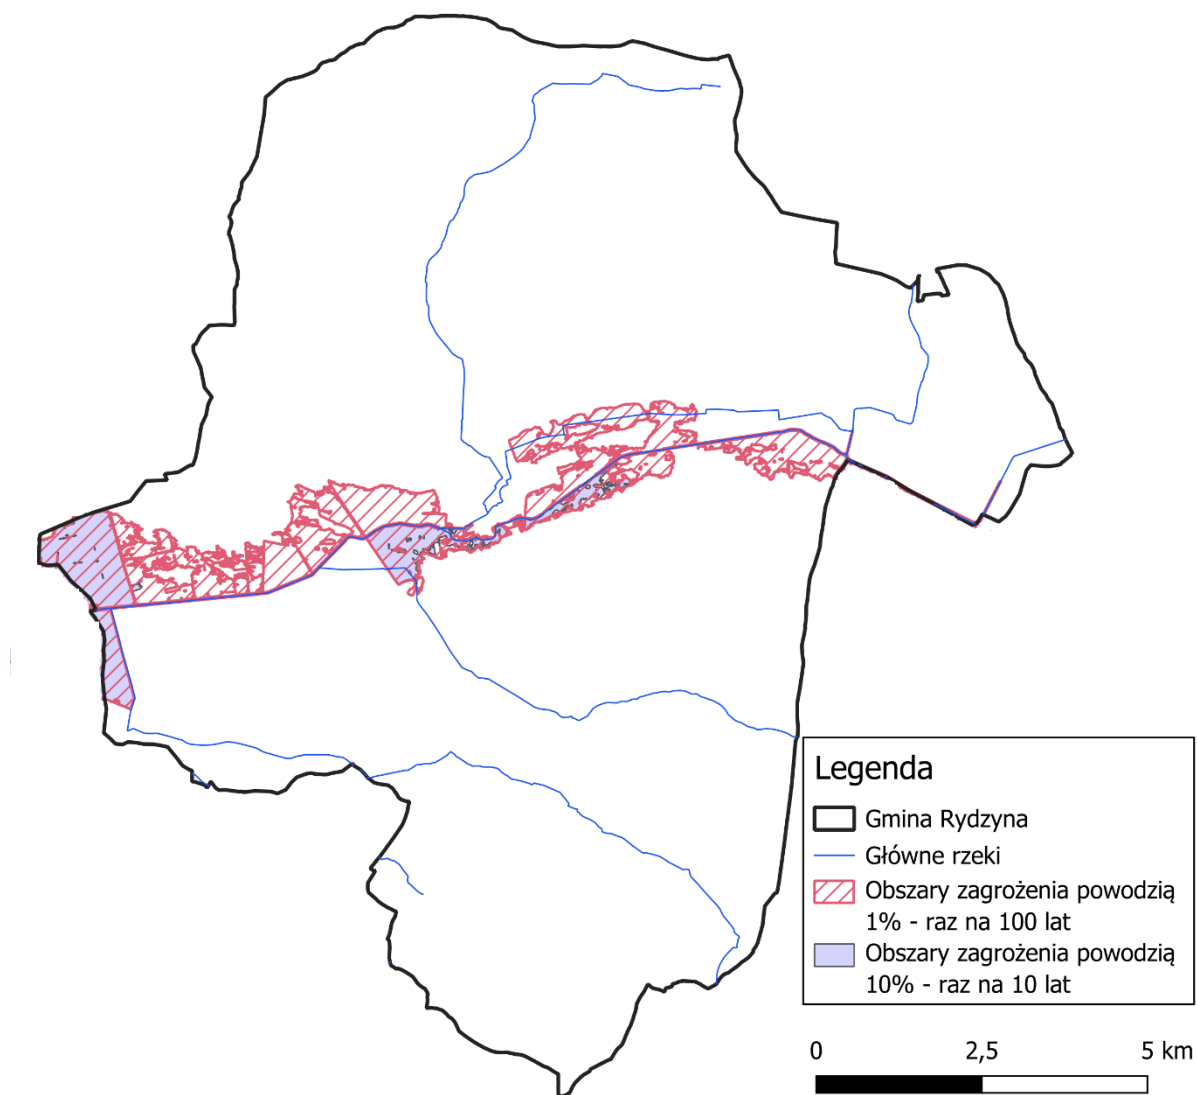 Legenda
Gmina Rydzyna
Główne rzeki
Obszary zagrożenia powodzią
1% - raz na 100 lat
Obszary zagrożenia powodzią
10% - raz na 10 lat
0 2,5 5 km